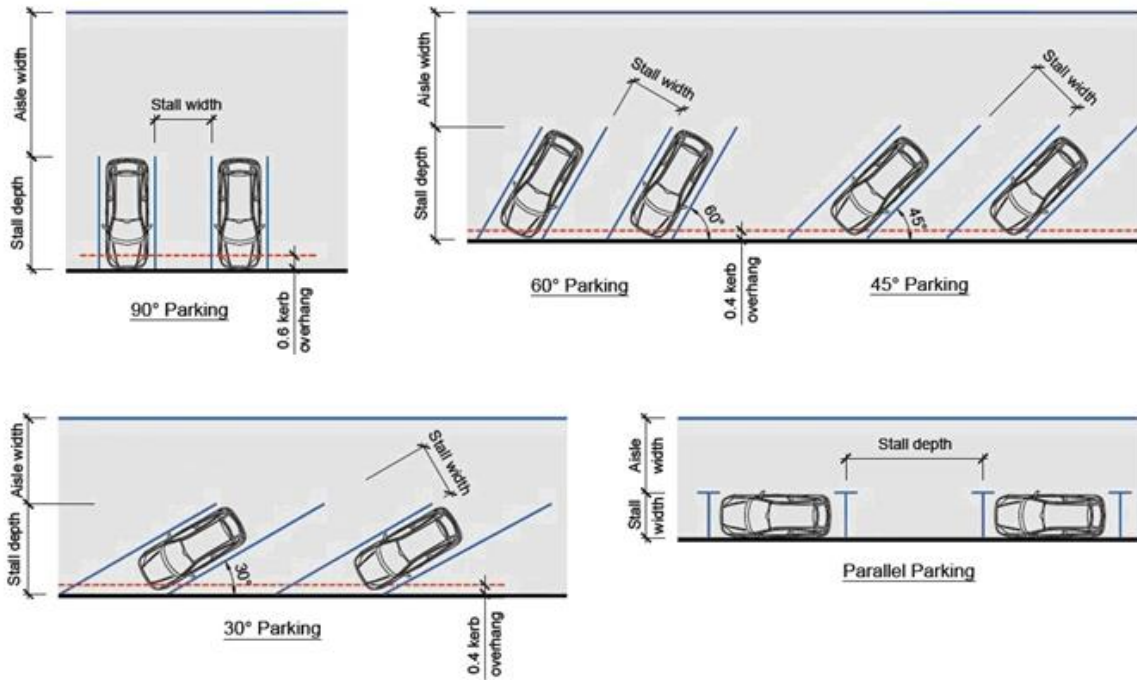 Aisle width
Stall width
Stall depth
0.6 kerb
overhang
90° Parking
Aisle width
Stall width
Stall width
Stall depth
60°
45°
60° Parking
0.4 kerb
overhang
45° Parking
Aisle width
Stall width
Stall depth
30°
30° Parking
0.4 kerb
overhang
Aisle
width
Stall depth
Stall
width
Parallel Parking